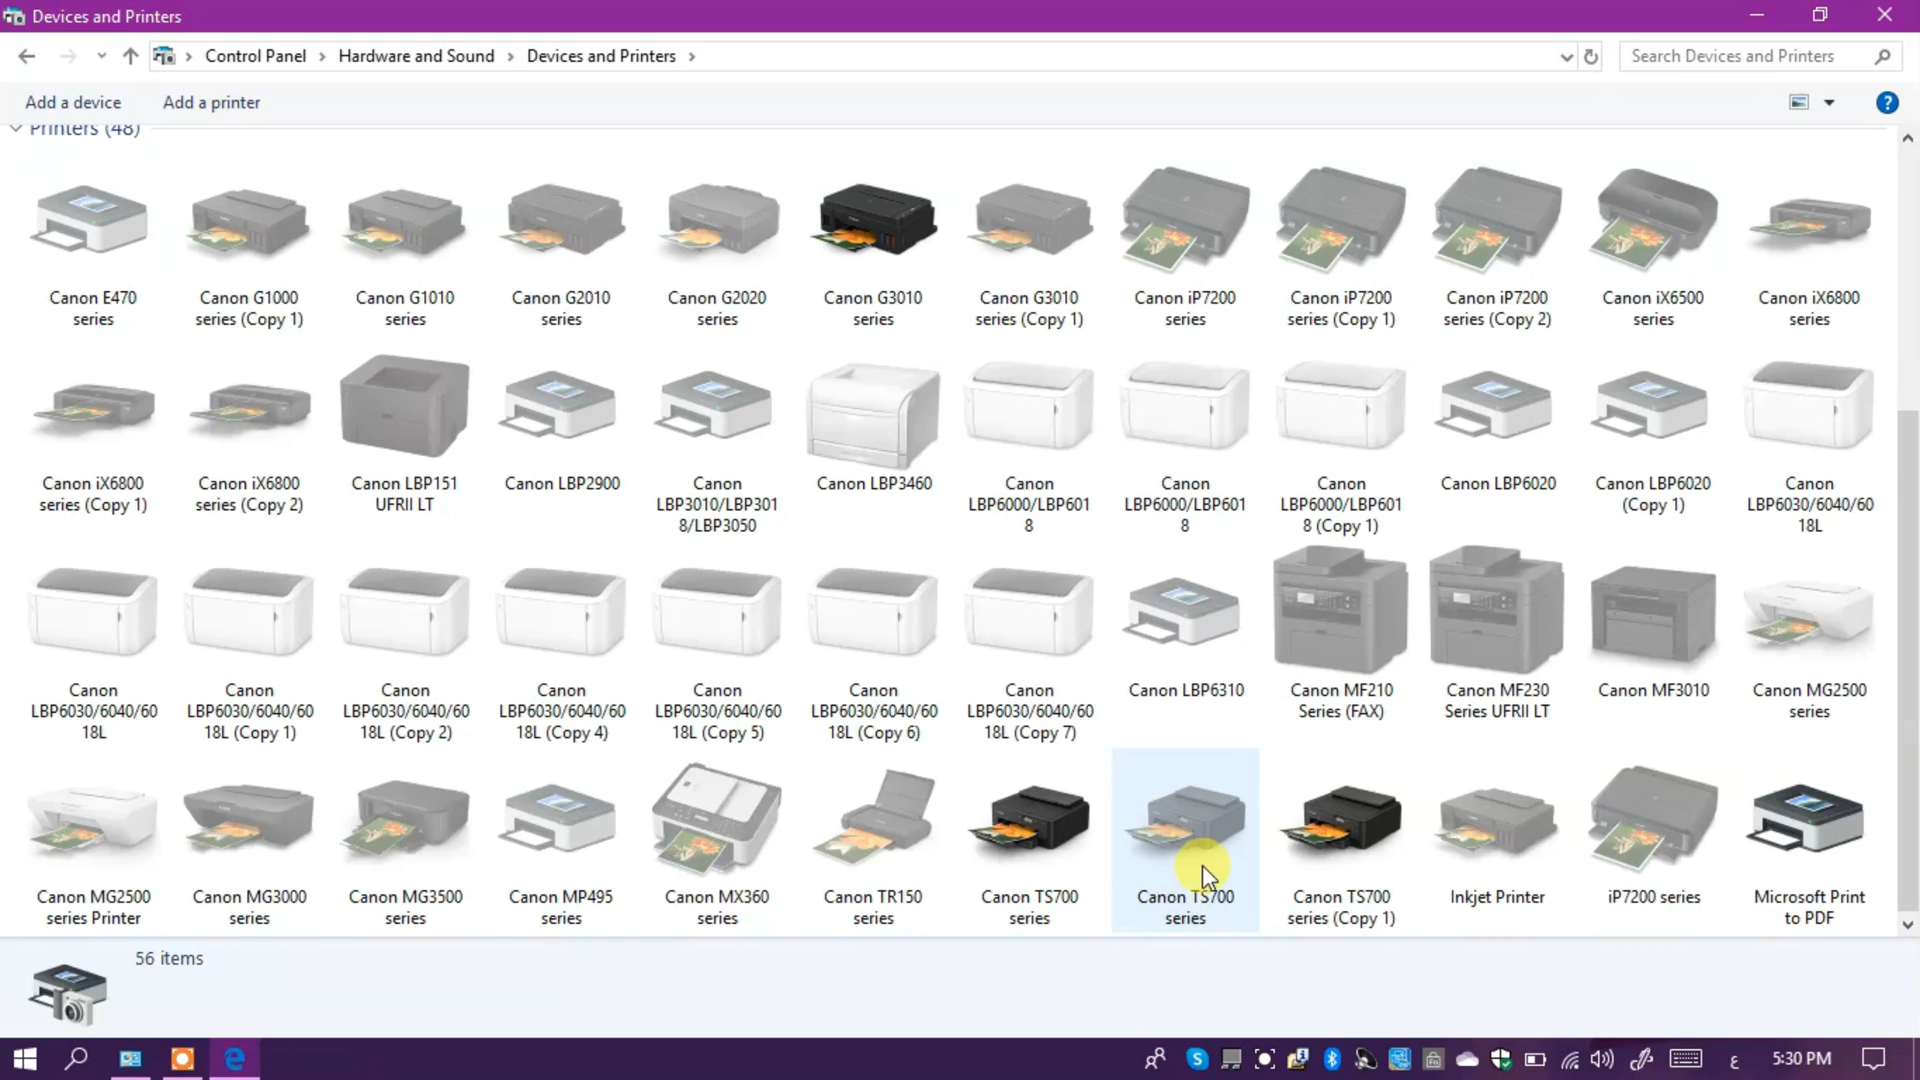 Devices and Printers
Control Panel > Hardware and Sound > Devices and Printers >
Search Devices and Printers
Add a device
Add a printer
?
Printers (48)
Canon E470
series
Canon G1000
series (Copy 1)
Canon G1010
series
Canon G2010
series
Canon G2020
series
Canon G3010
series
Canon G3010
series (Copy 1)
Canon iP7200
series
Canon iP7200
series (Copy 1)
Canon iP7200
series (Copy 2)
Canon iX6500
series
Canon iX6800
series
Canon iX6800
series (Copy 1)
Canon iX6800
series (Copy 2)
Canon LBP151
UFRII LT
Canon LBP2900
Canon
LBP3010/LBP301
8/LBP3050
Canon LBP3460
Canon
LBP6000/LBP601
8
Canon
LBP6000/LBP601
8
Canon
LBP6000/LBP601
8 (Copy 1)
Canon LBP6020
Canon LBP6020
(Copy 1)
Canon
LBP6030/6040/60
18L
Canon
LBP6030/6040/60
18L
Canon
LBP6030/6040/60
18L (Copy 1)
Canon
LBP6030/6040/60
18L (Copy 2)
Canon
LBP6030/6040/60
18L (Copy 4)
Canon
LBP6030/6040/60
18L (Copy 5)
Canon
LBP6030/6040/60
18L (Copy 6)
Canon
LBP6030/6040/60
18L (Copy 7)
Canon LBP6310
Canon MF210
Series (FAX)
Canon MF230
Series UFRII LT
Canon MF3010
Canon MG2500
series
Canon MG2500
series Printer
Canon MG3000
series
Canon MG3500
series
Canon MP495
series
Canon MX360
series
Canon TR150
series
Canon TS700
series
Canon TS700
series
Canon TS700
series (Copy 1)
Inkjet Printer
iP7200 series
Microsoft Print
to PDF
56 items
ع
5:30 PM